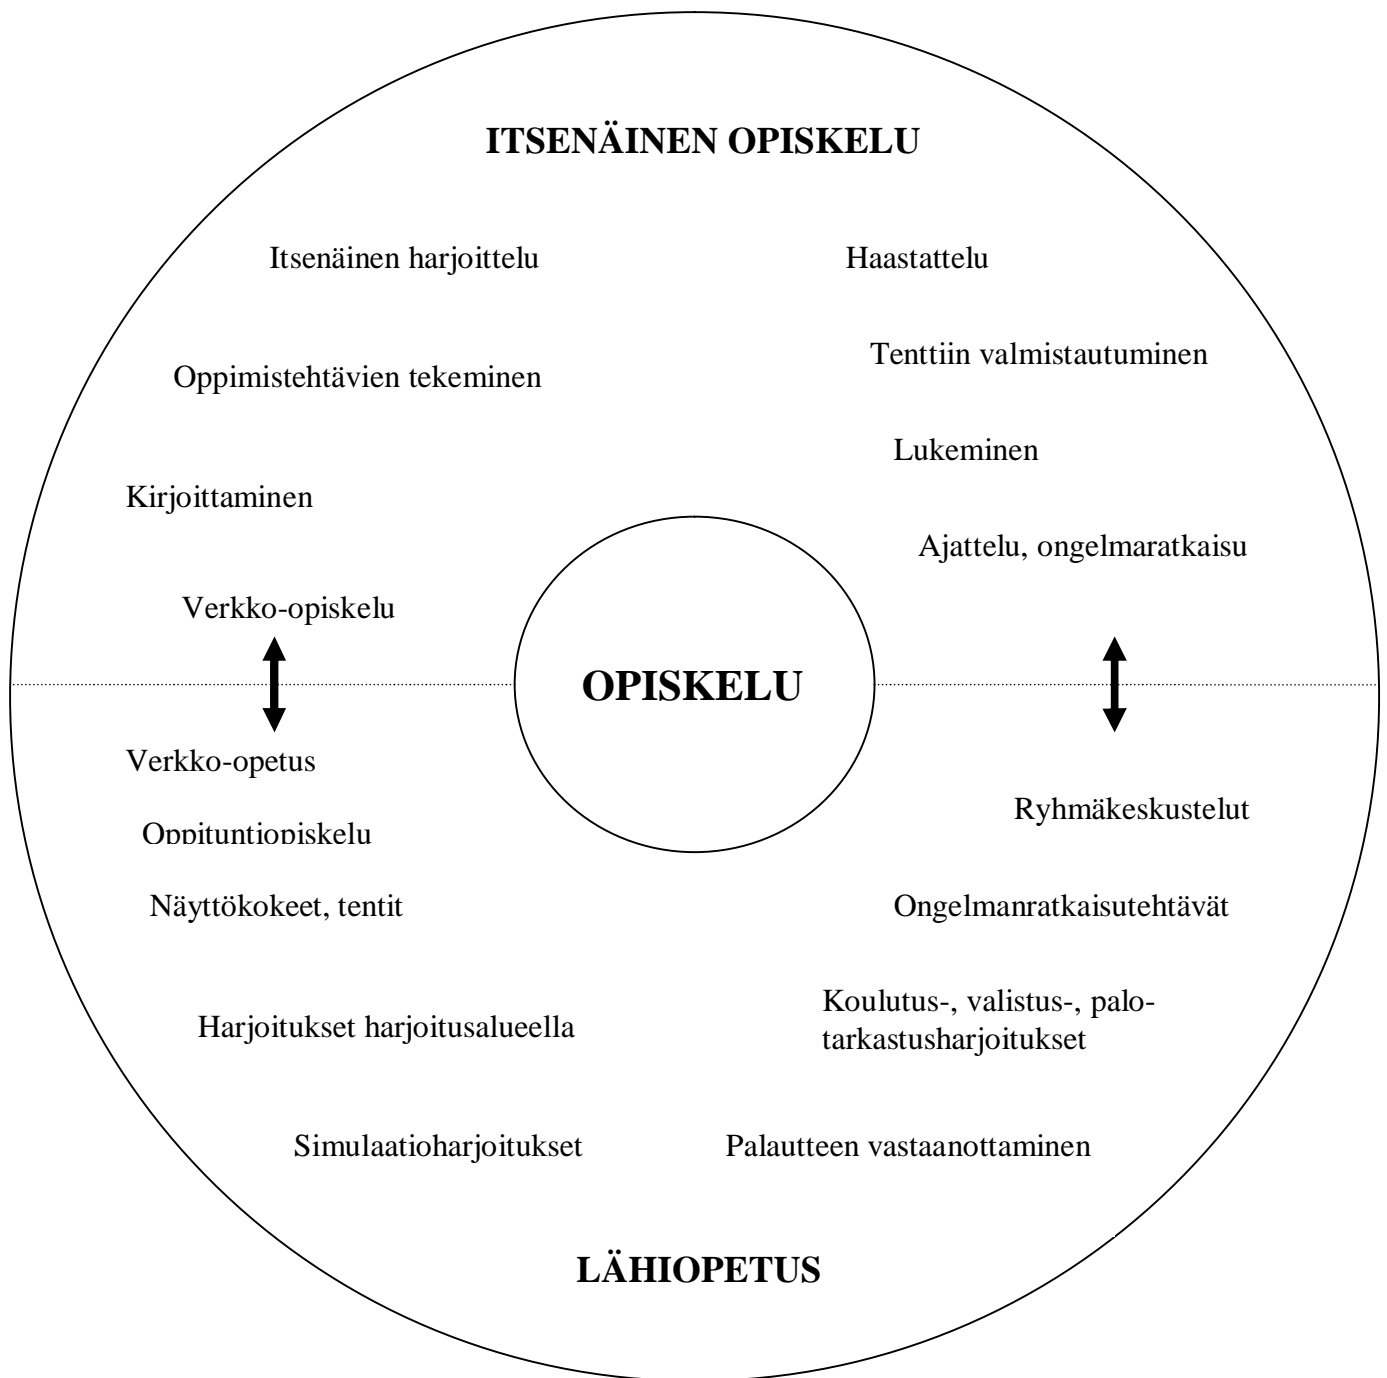 ITSENÄINEN OPISKELU
Itsenäinen harjoittelu
Haastattelu
Tenttiin valmistautuminen
Oppimistehtävien tekeminen
Lukeminen
Kirjoittaminen
Ajattelu, ongelmaratkaisu
Verkko-opiskelu
OPISKELU
Verkko-opetus
Ryhmäkeskustelut
Oppituntiopiskelu
Näyttökokeet, tentit
Ongelmanratkaisutehtävät
Koulutus-, valistus-, palo-
tarkastusharjoitukset
Harjoitukset harjoitusalueella
Simulaatioharjoitukset
Palautteen vastaanottaminen
LÄHIOPETUS